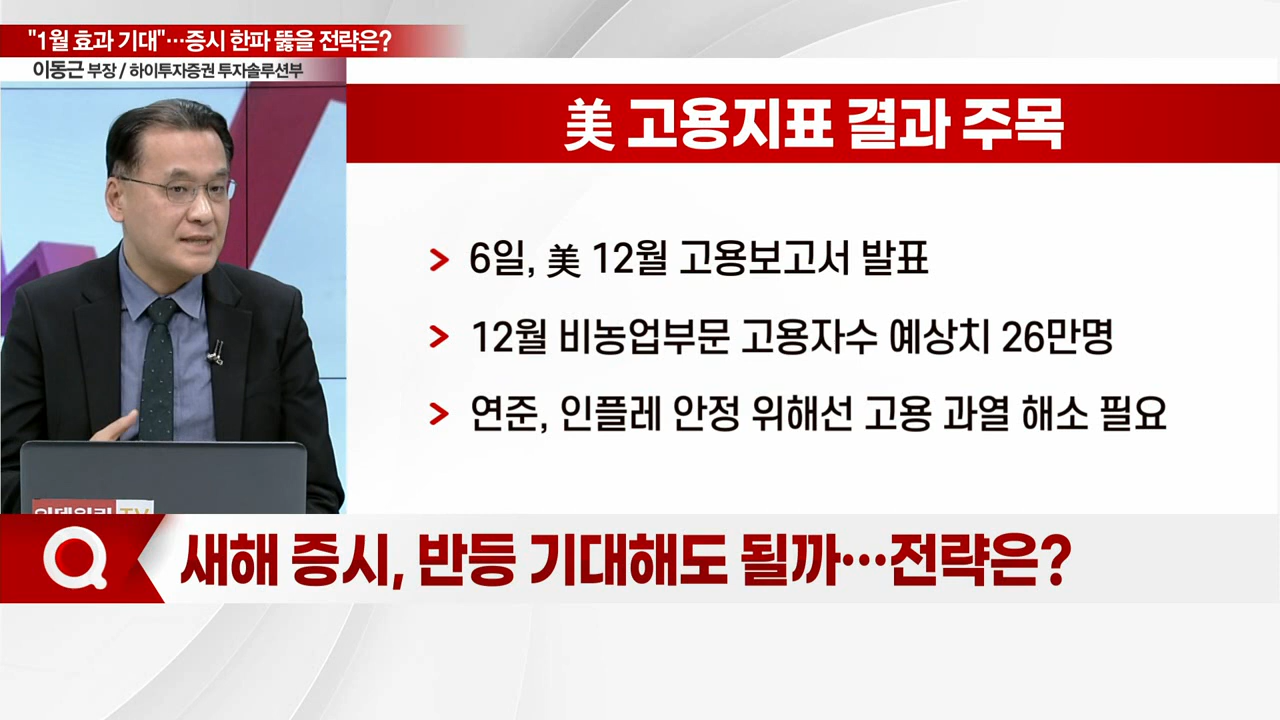 "1월 효과 기대"…증시 한파 뚫을 전략은?
이동근 부장 / 하이투자증권 투자솔루션부
美 고용지표 결과 주목
> 6일, 美 12월 고용보고서 발표
> 12월 비농업부문 고용자수 예상치 26만명
> 연준, 인플레 안정 위해선 고용 과열 해소 필요
이데일리 TV
Q 새해 증시, 반등 기대해도 될까…전략은?